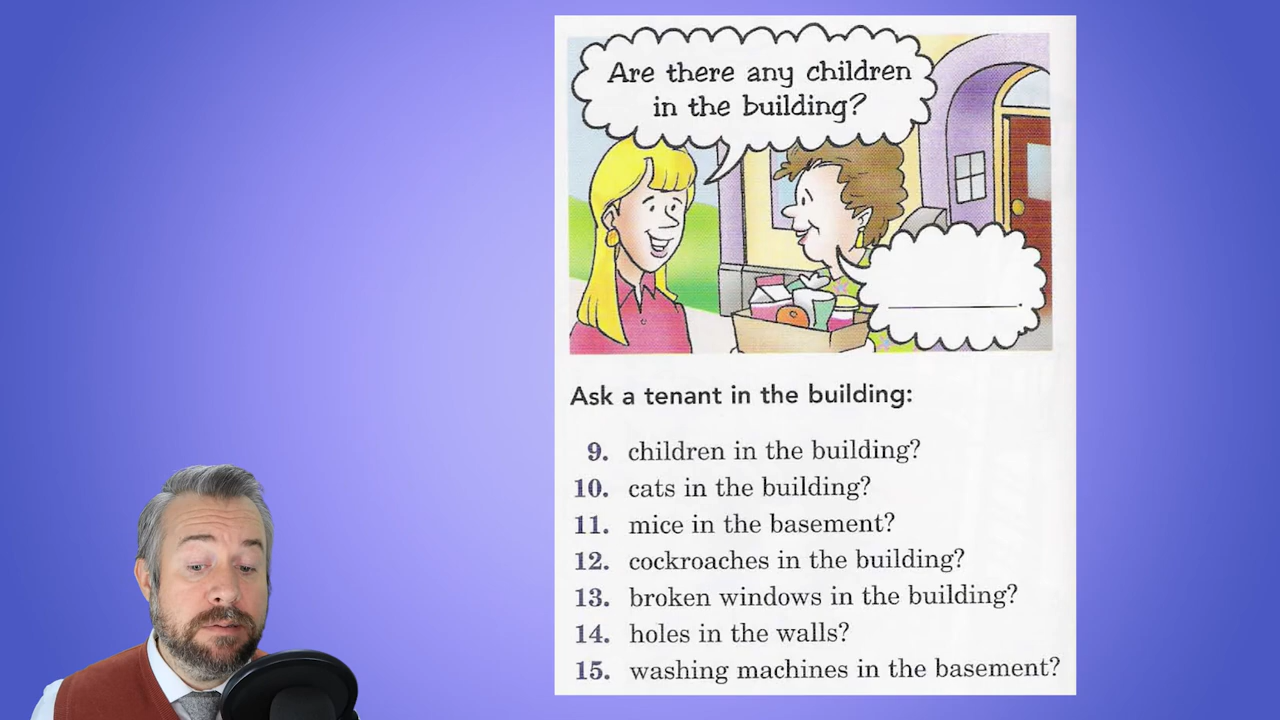 Are there any children
in the building?
Ask a tenant in the building:
9. children in the building?
10. cats in the building?
11. mice in the basement?
12. cockroaches in the building?
13. broken windows in the building?
14. holes in the walls?
15. washing machines in the basement?